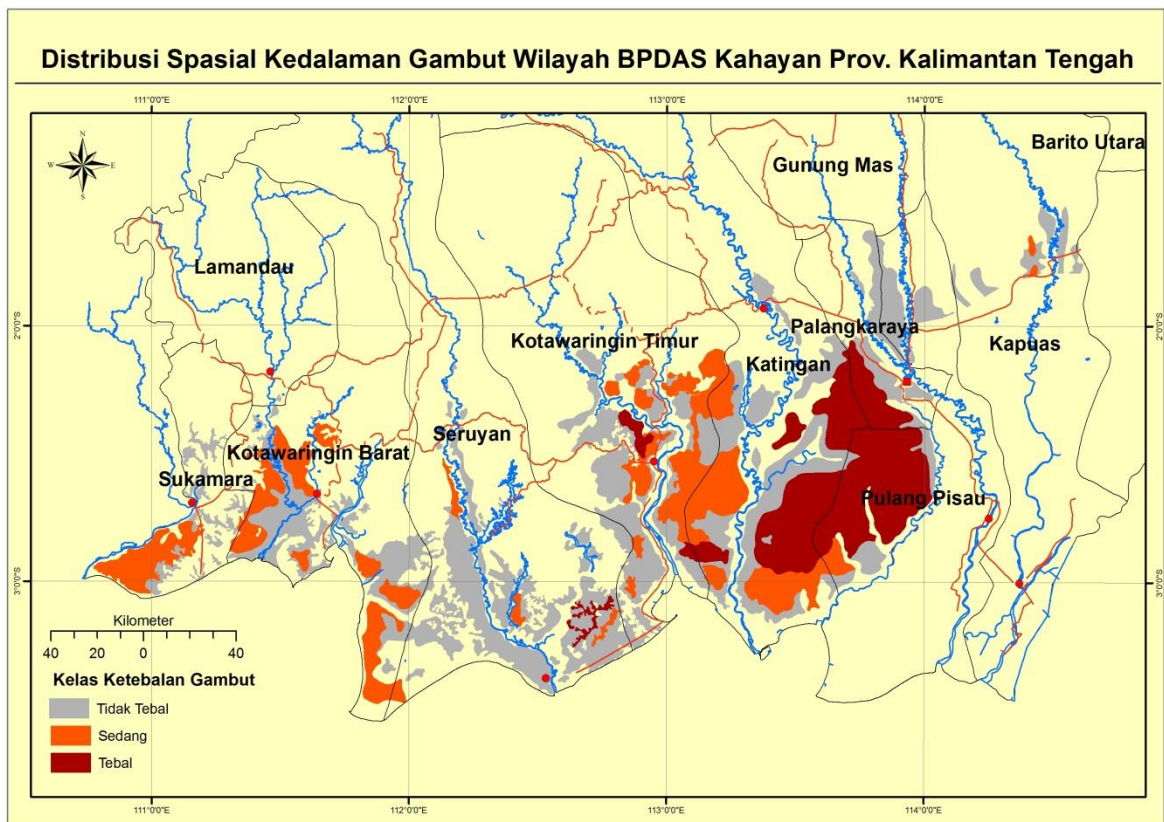 Distribusi Spasial Kedalaman Gambut Wilayah BPDAS Kahayan Prov. Kalimantan Tengah
111°0'0"E
112°0'0"E
113°0'0"E
114°0'0"E
N
W
E
S
Barito Utara
Gunung Mas
Lamandau
2°0'0"S
2°0'0"S
Palangkaraya
Kotawaringin Timur
Kapuas
Katingan
Seruyan
Kotawaringin Barat
Sukamara
Pulang Pisau
3°0'0"S
3°0'0"S
Kilometer
40 20 0 40
Kelas Ketebalan Gambut
Tidak Tebal
Sedang
Tebal
111°0'0"E
112°0'0"E
113°0'0"E
114°0'0"E